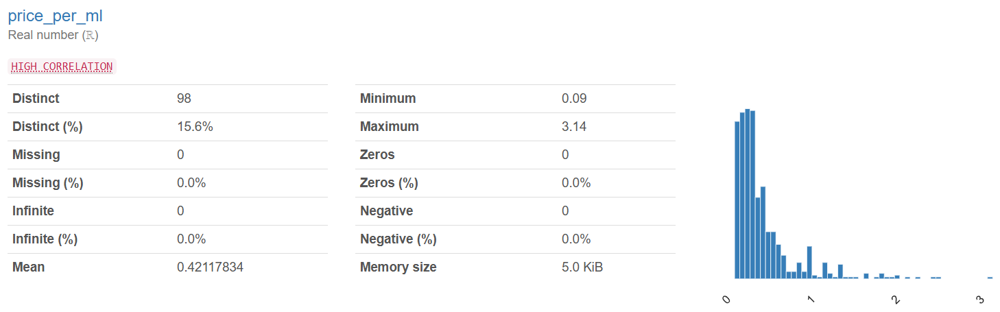 price_per_ml
Real number (ℝ)
HIGH CORRELATION
Distinct 98
Distinct (%) 15.6%
Missing 0
Missing (%) 0.0%
Infinite 0
Infinite (%) 0.0%
Mean 0.42117834
Minimum 0.09
Maximum 3.14
Zeros 0
Zeros (%) 0.0%
Negative 0
Negative (%) 0.0%
Memory size 5.0 KiB
0 1 2 3